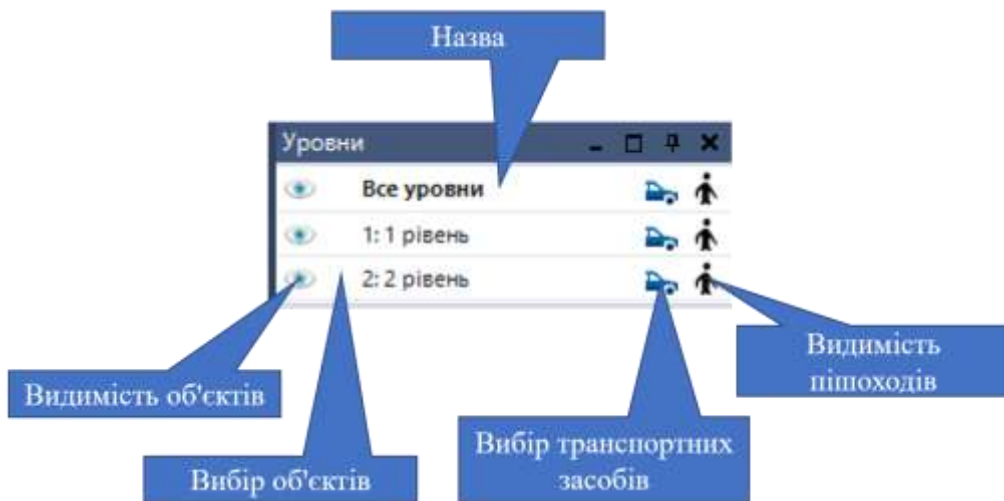 Назва
Уровни
Все уровни
1: 1 рівень
2: 2 рівень
Видимість
пішоходів
Видимість об'єктів
Вибір транспортних
засобів
Вибір об'єктів